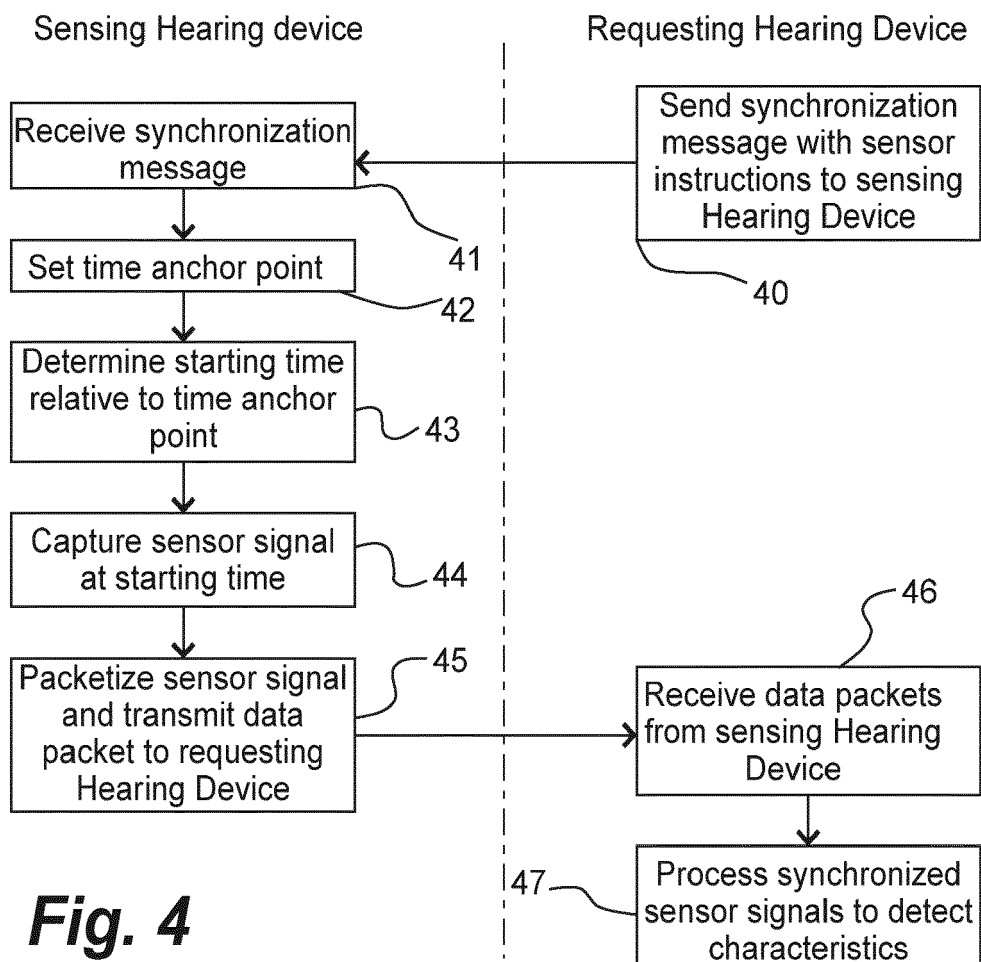 Sensing Hearing device
Requesting Hearing Device
Receive synchronization
message
41
Send synchronization
message with sensor
instructions to sensing
Hearing Device
40
Set time anchor point
42
Determine starting time
relative to time anchor
point
43
Capture sensor signal
at starting time
44
Packetize sensor signal
and transmit data
packet to requesting
Hearing Device
45
46
Receive data packets
from sensing Hearing
Device
47
Process synchronized
sensor signals to detect
characteristics
Fig. 4